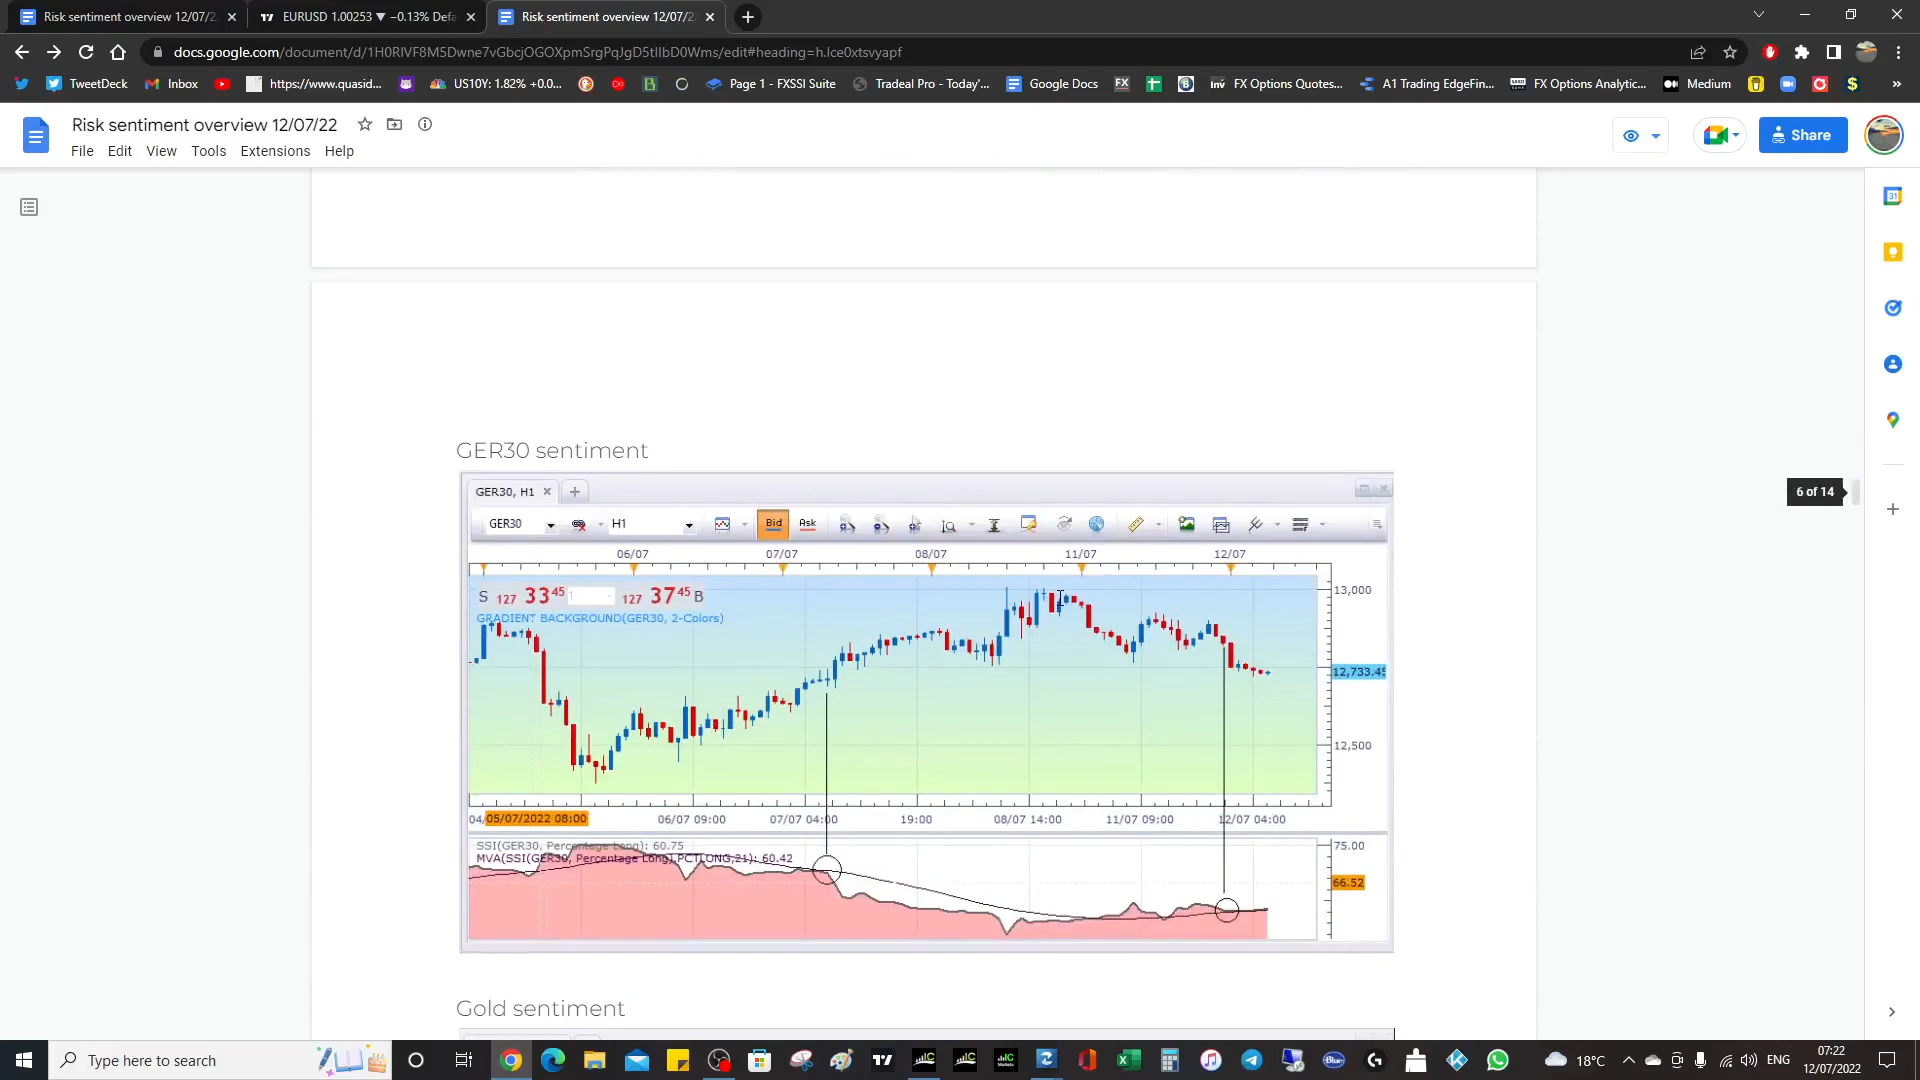 Risk sentiment overview 12/07/2
EURUSD 1.00253 ▼ −0.13% Defa
Risk sentiment overview 12/07/2
docs.google.com/document/d/1H0RlVF8M5Dwne7vGbcjOGOXpmSrgPqJgD5tIIbD0Wms/edit#heading=h.lce0xtsvyapf
TweetDeck
Inbox
https://www.quasid...
US10Y: 1.82% +0.0...
Page 1 - FXSSI Suite
Tradeal Pro - Today'...
Google Docs
FX Options Quotes...
A1 Trading EdgeFin...
FX Options Analytic...
Medium
Risk sentiment overview 12/07/22
File Edit View Tools Extensions Help
Share
GER30 sentiment
GER30, H1
GER30
H1
Bid
Ask
06/07 07/07 08/07 11/07 12/07
S 127 33 45 127 37 45 B
GRADIENT BACKGROUND(GER30, 2-Colors)
13,000
12,733.45
12,500
04/ 05/07/2022 08:00 06/07 09:00 07/07 04:00 19:00 08/07 14:00 11/07 09:00 12/07 04:00
SSI(GER30, Percentage Long): 60.75
MVA(SSI(GER30, Percentage Long),PCTLONG,21): 60.42
75.00
66.52
6 of 14
Gold sentiment
Type here to search
18°C
ENG
07:22
12/07/2022